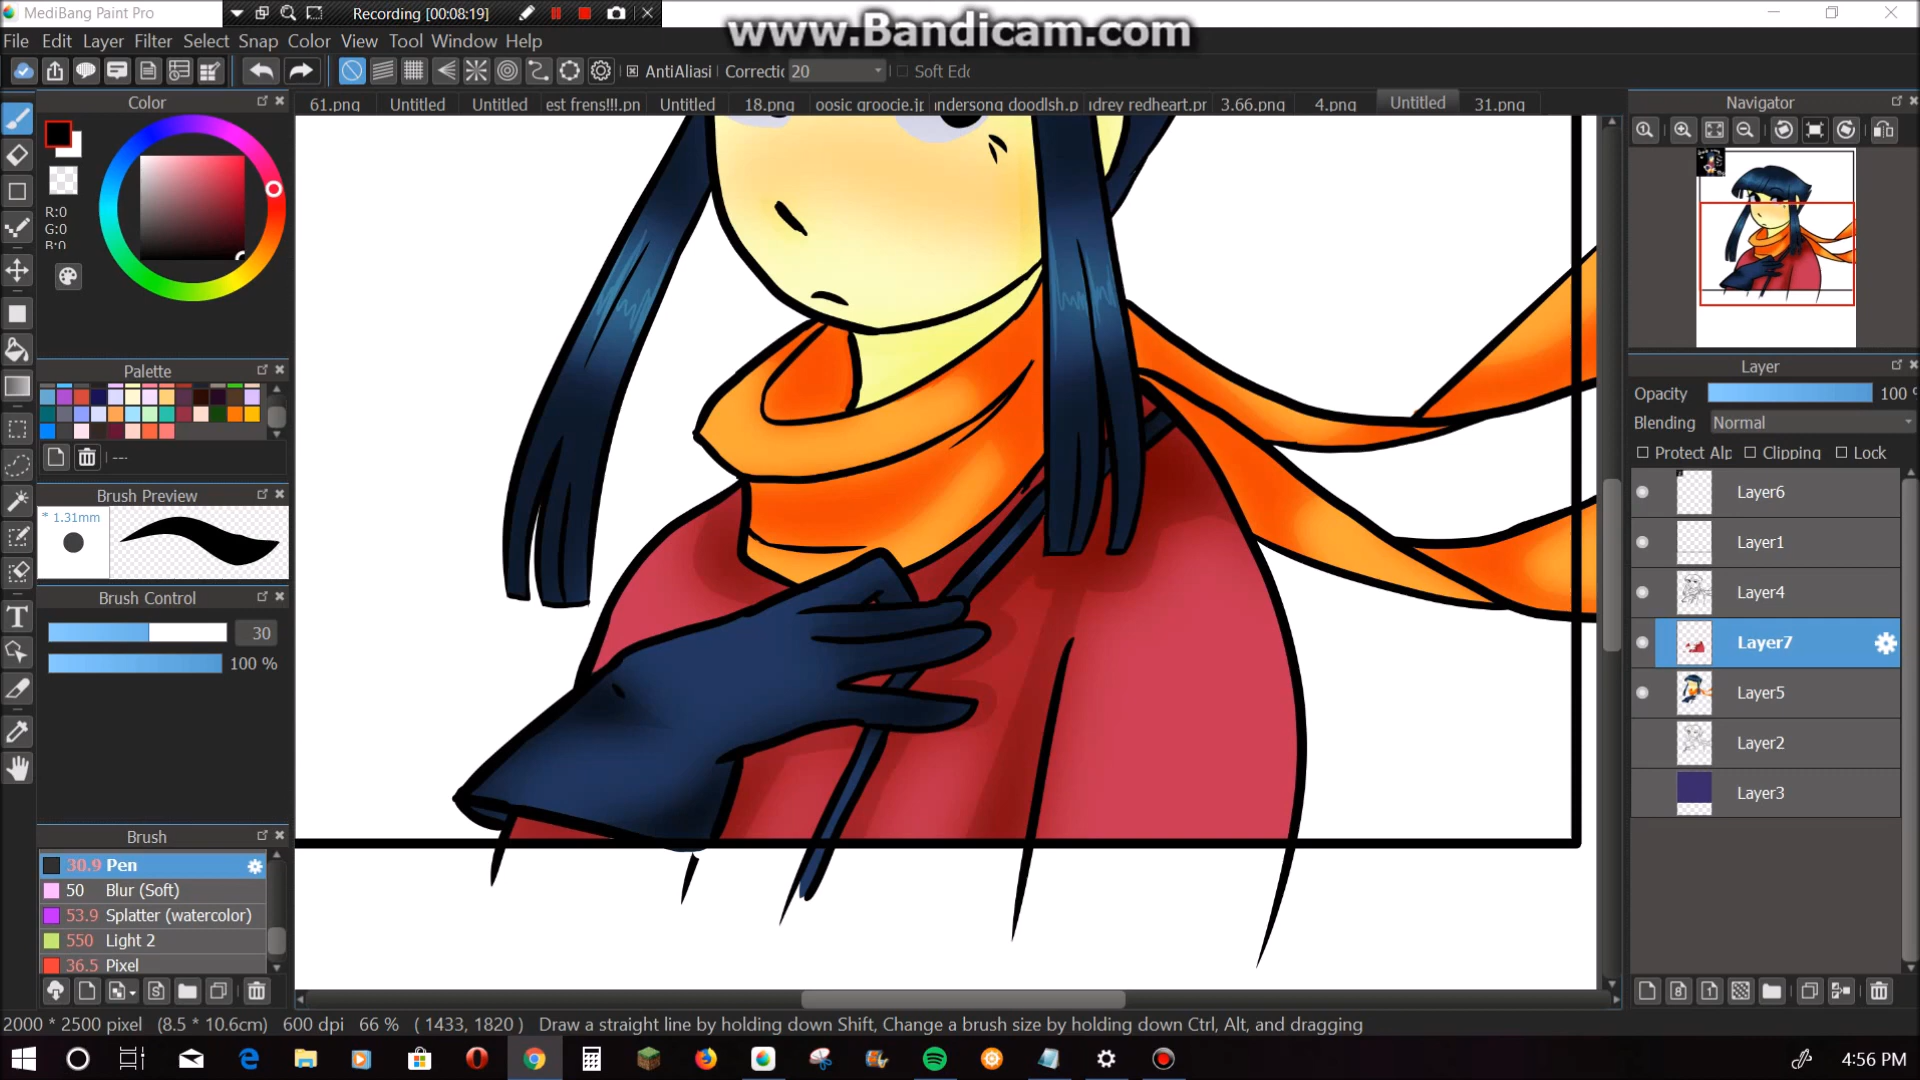 MediBang Paint Pro
Recording [00:08:19]
www.Bandicam.com
File Edit Layer Filter Select Snap Color View Tool Window Help
AntiAliasi Correctic 20 Soft Edg
Color
61.png Untitled Untitled est frens!!!.pn Untitled 18.png oosic groocie.jp ındersong doodlsh.p ıdrey redheart.pr 3.66.png 4.png Untitled 31.png
Navigator
R:0
G:0
B:0
Palette
---
Brush Preview
* 1.31mm
Brush Control
30
100 %
Brush
30.9 Pen
50 Blur (Soft)
53.9 Splatter (watercolor)
550 Light 2
36.5 Pixel
Layer
Opacity 100 %
Blending Normal
Protect Alp Clipping Lock
Layer6
Layer1
Layer4
Layer7
Layer5
Layer2
Layer3
2000 * 2500 pixel (8.5 * 10.6cm) 600 dpi 66 % ( 1433, 1820 ) Draw a straight line by holding down Shift, Change a brush size by holding down Ctrl, Alt, and dragging
4:56 PM